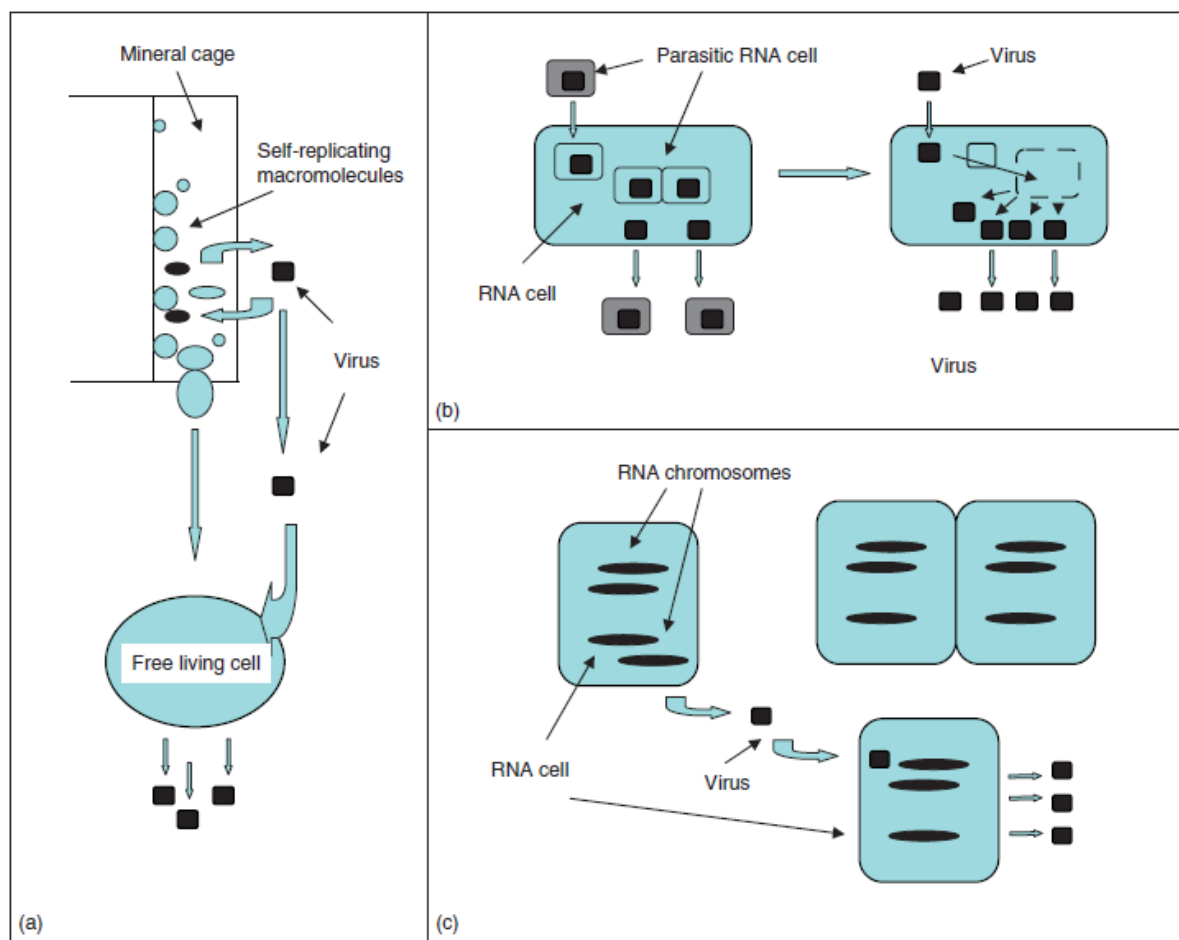 Mineral cage
Self-replicating
macromolecules
Virus
Free living cell
(a)
Parasitic RNA cell
Virus
RNA cell
Virus
(b)
RNA chromosomes
RNA cell
Virus
(c)